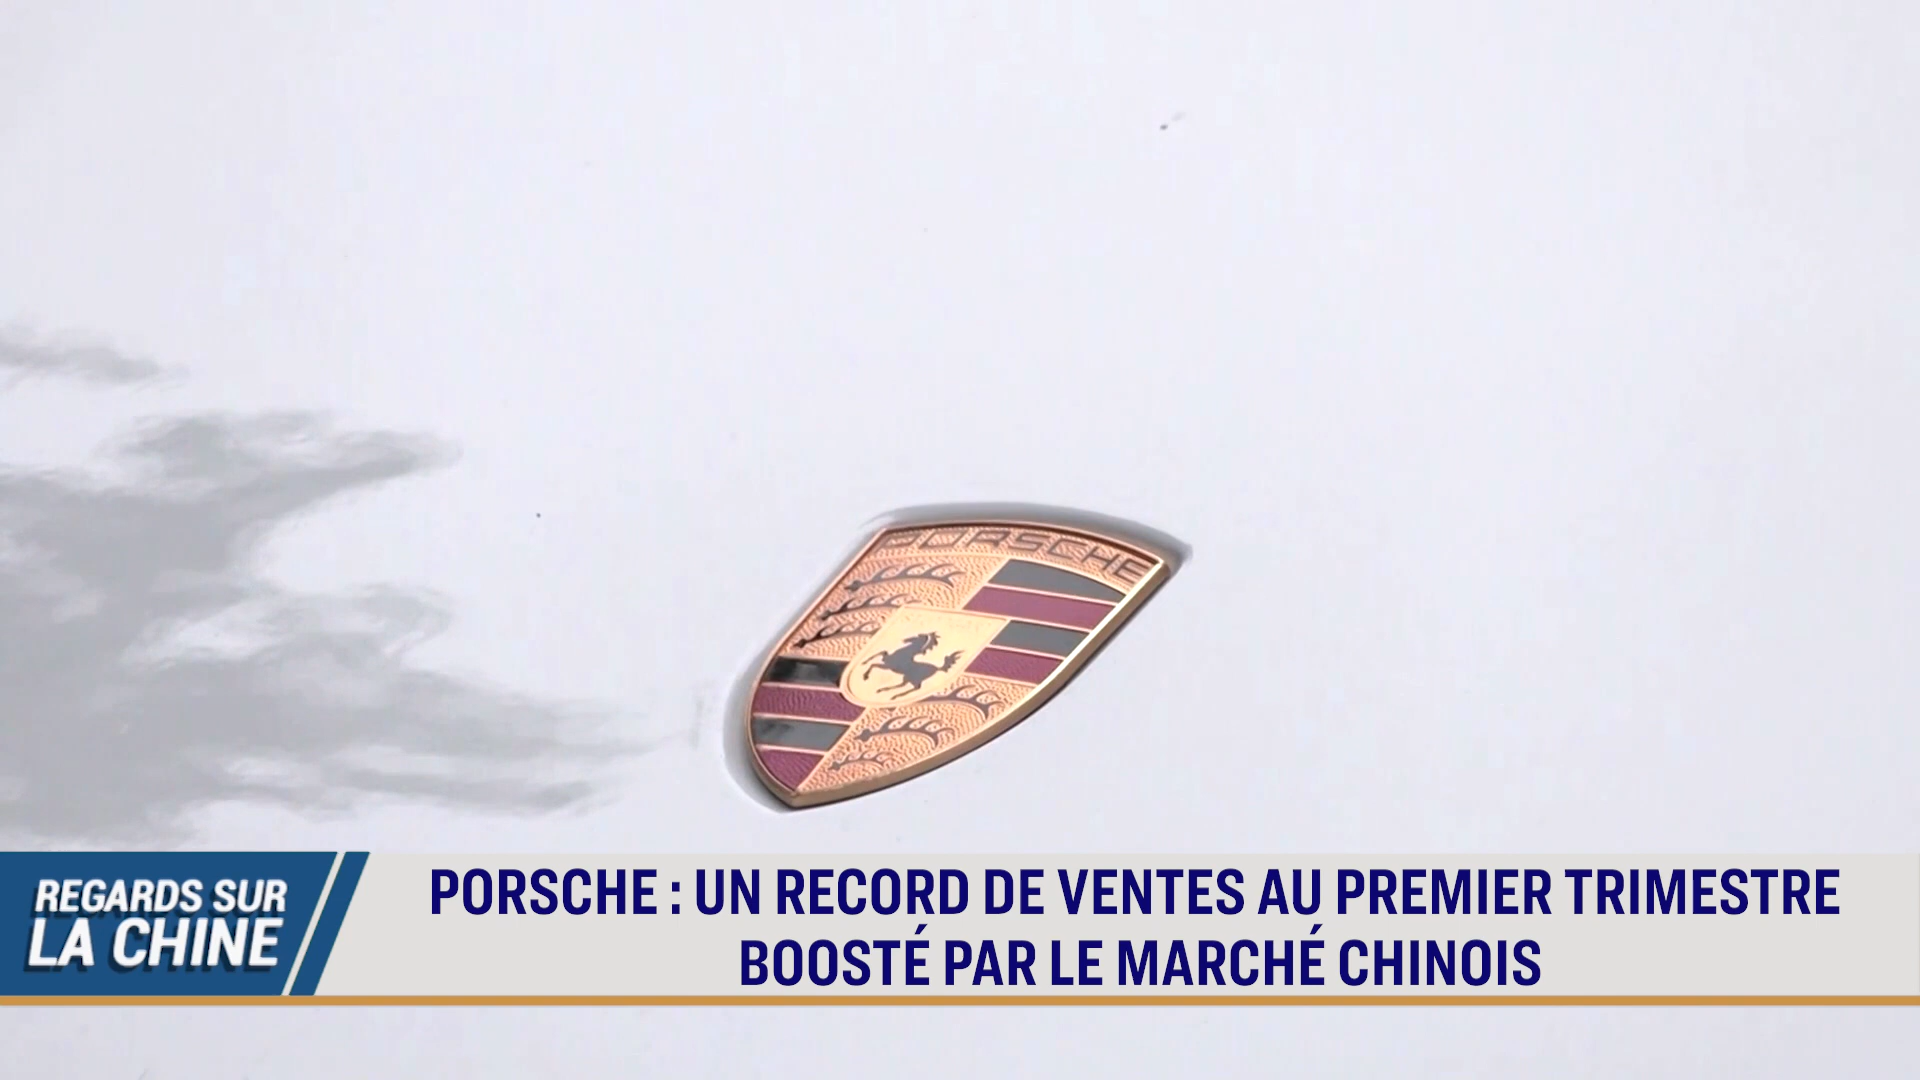 PORSCHE
REGARDS SUR
LA CHINE
PORSCHE : UN RECORD DE VENTES AU PREMIER TRIMESTRE
BOOSTÉ PAR LE MARCHÉ CHINOIS